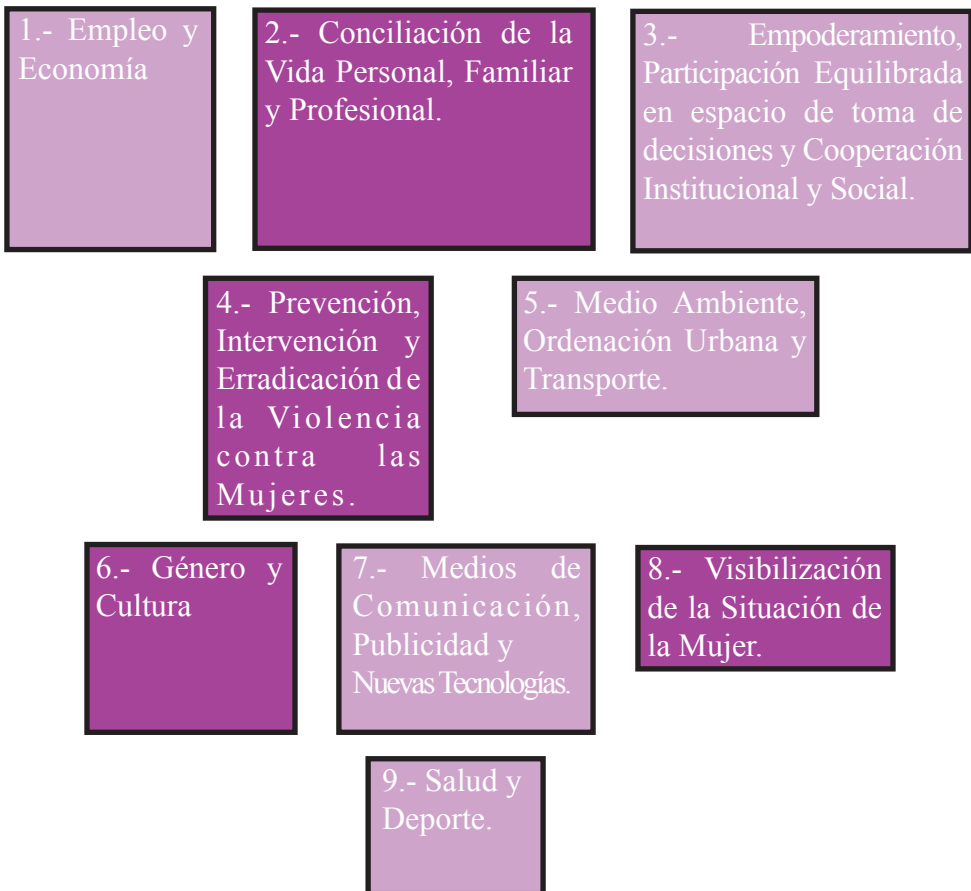 1.- Empleo y
Economía
2.- Conciliación de la
Vida Personal, Familiar
y Profesional.
3.- Empoderamiento,
Participación Equilibrada
en espacio de toma de
decisiones y Cooperación
Institucional y Social.
4.- Prevención,
Intervención y
Erradicación de
la Violencia
contra las
Mujeres.
5.- Medio Ambiente,
Ordenación Urbana y
Transporte.
6.- Género y
Cultura
7.- Medios de
Comunicación,
Publicidad y
Nuevas Tecnologías.
8.- Visibilización
de la Situación de
la Mujer.
9.- Salud y
Deporte.